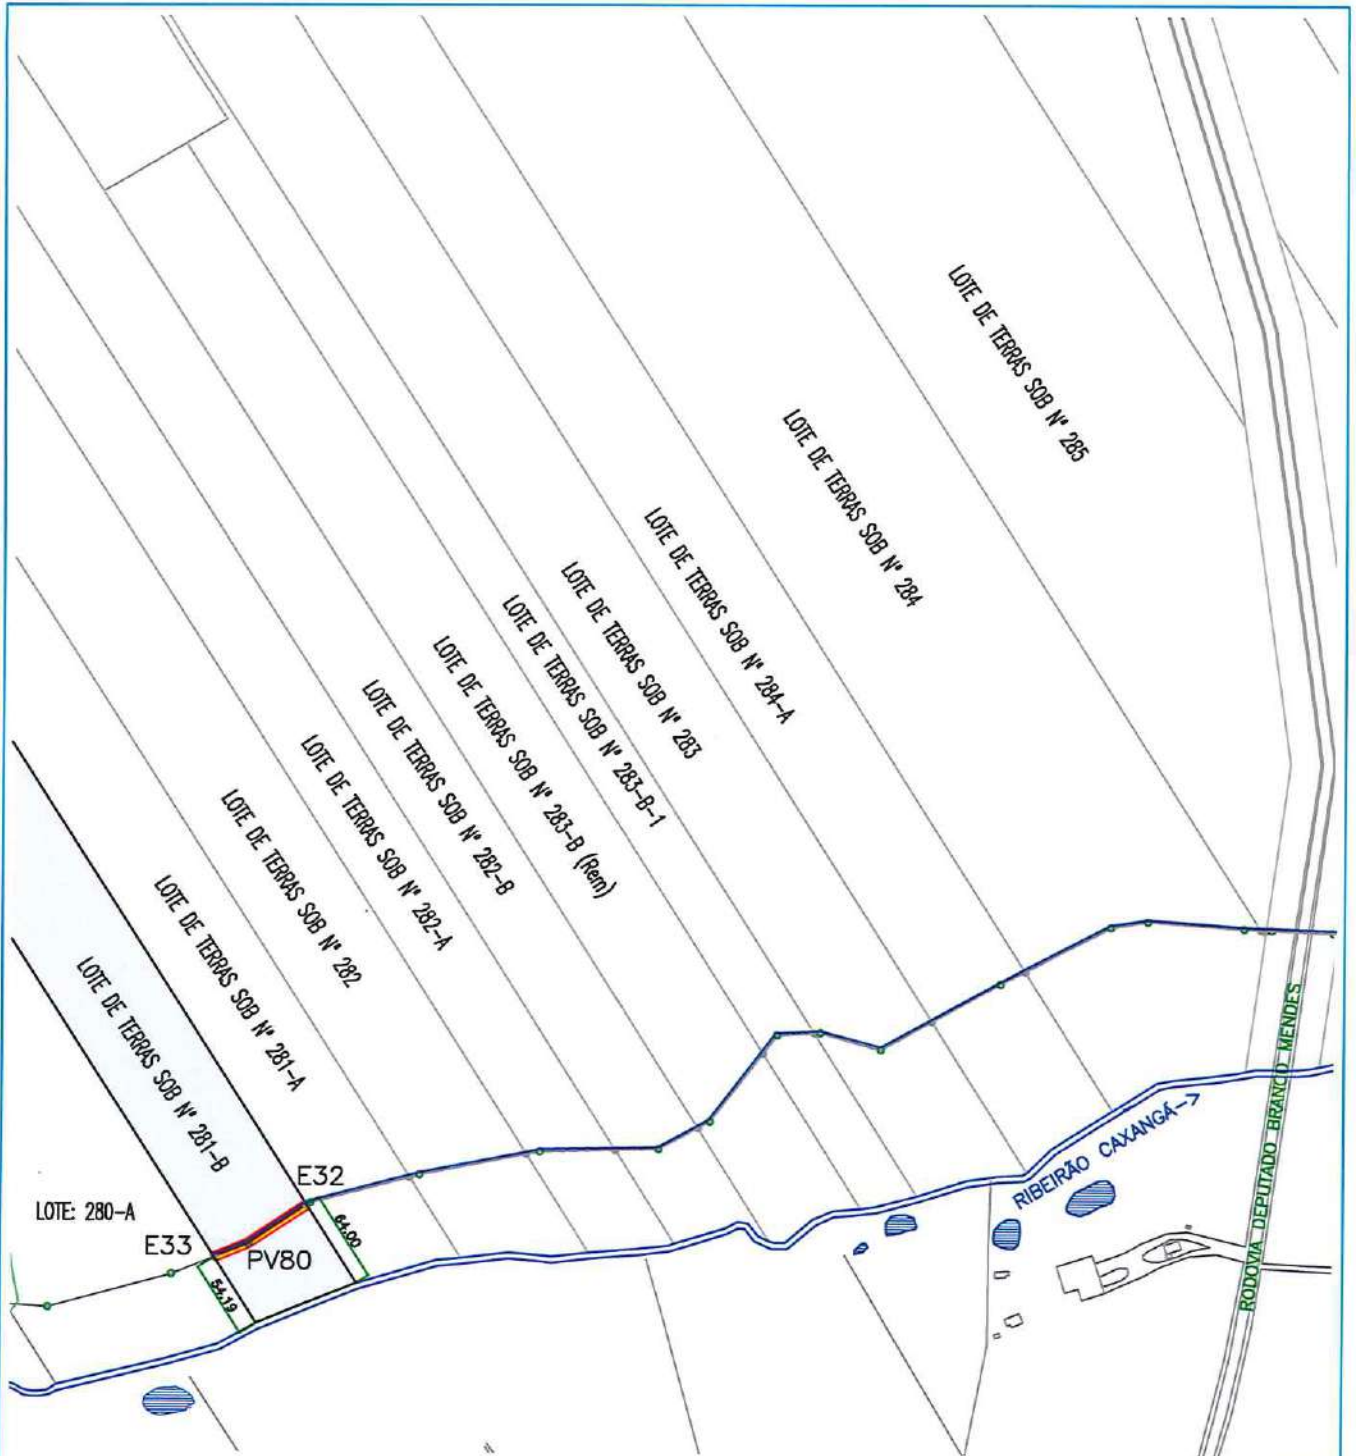 LOTE DE TERRAS SOB Nº 285
LOTE DE TERRAS SOB Nº 284
LOTE DE TERRAS SOB Nº 284-A
LOTE DE TERRAS SOB Nº 283
LOTE DE TERRAS SOB Nº 283-B-1
LOTE DE TERRAS SOB Nº 283-B (Rem)
LOTE DE TERRAS SOB Nº 282-B
LOTE DE TERRAS SOB Nº 282-A
LOTE DE TERRAS SOB Nº 282
LOTE DE TERRAS SOB Nº 281-A
LOTE DE TERRAS SOB Nº 281-B
LOTE: 280-A
E32
E33
PV80
64,00
54,19
RIBEIRÃO CAXANGÁ->
RODOVIA DEPUTADO BRANCO MENDES